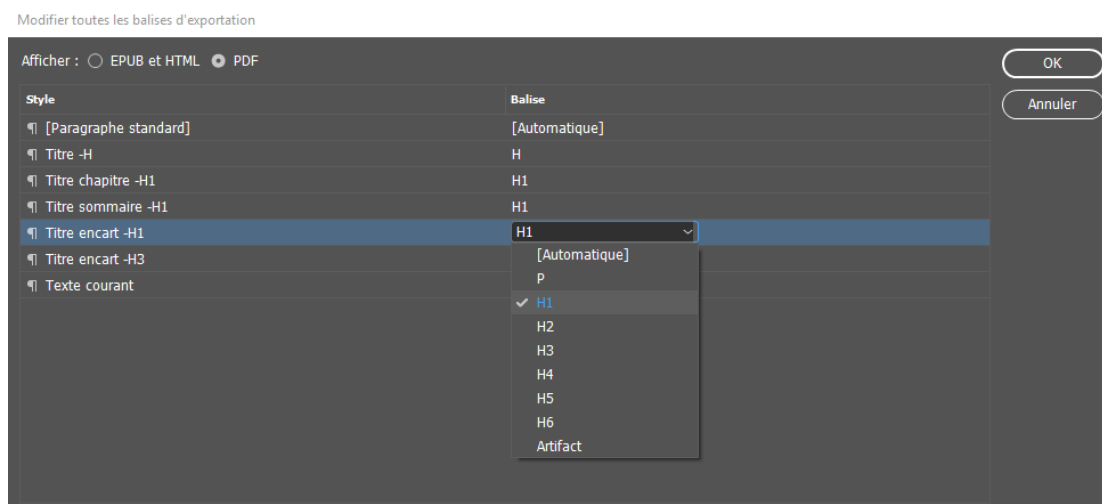 Modifier toutes les balises d'exportation
Afficher : EPUB et HTML PDF
OK
Annuler
Style Balise
¶ [Paragraphe standard] [Automatique]
¶ Titre -H H
¶ Titre chapitre -H1 H1
¶ Titre sommaire -H1 H1
¶ Titre encart -H1 H1
¶ Titre encart -H3
¶ Texte courant
[Automatique]
P
H1
H2
H3
H4
H5
H6
Artifact